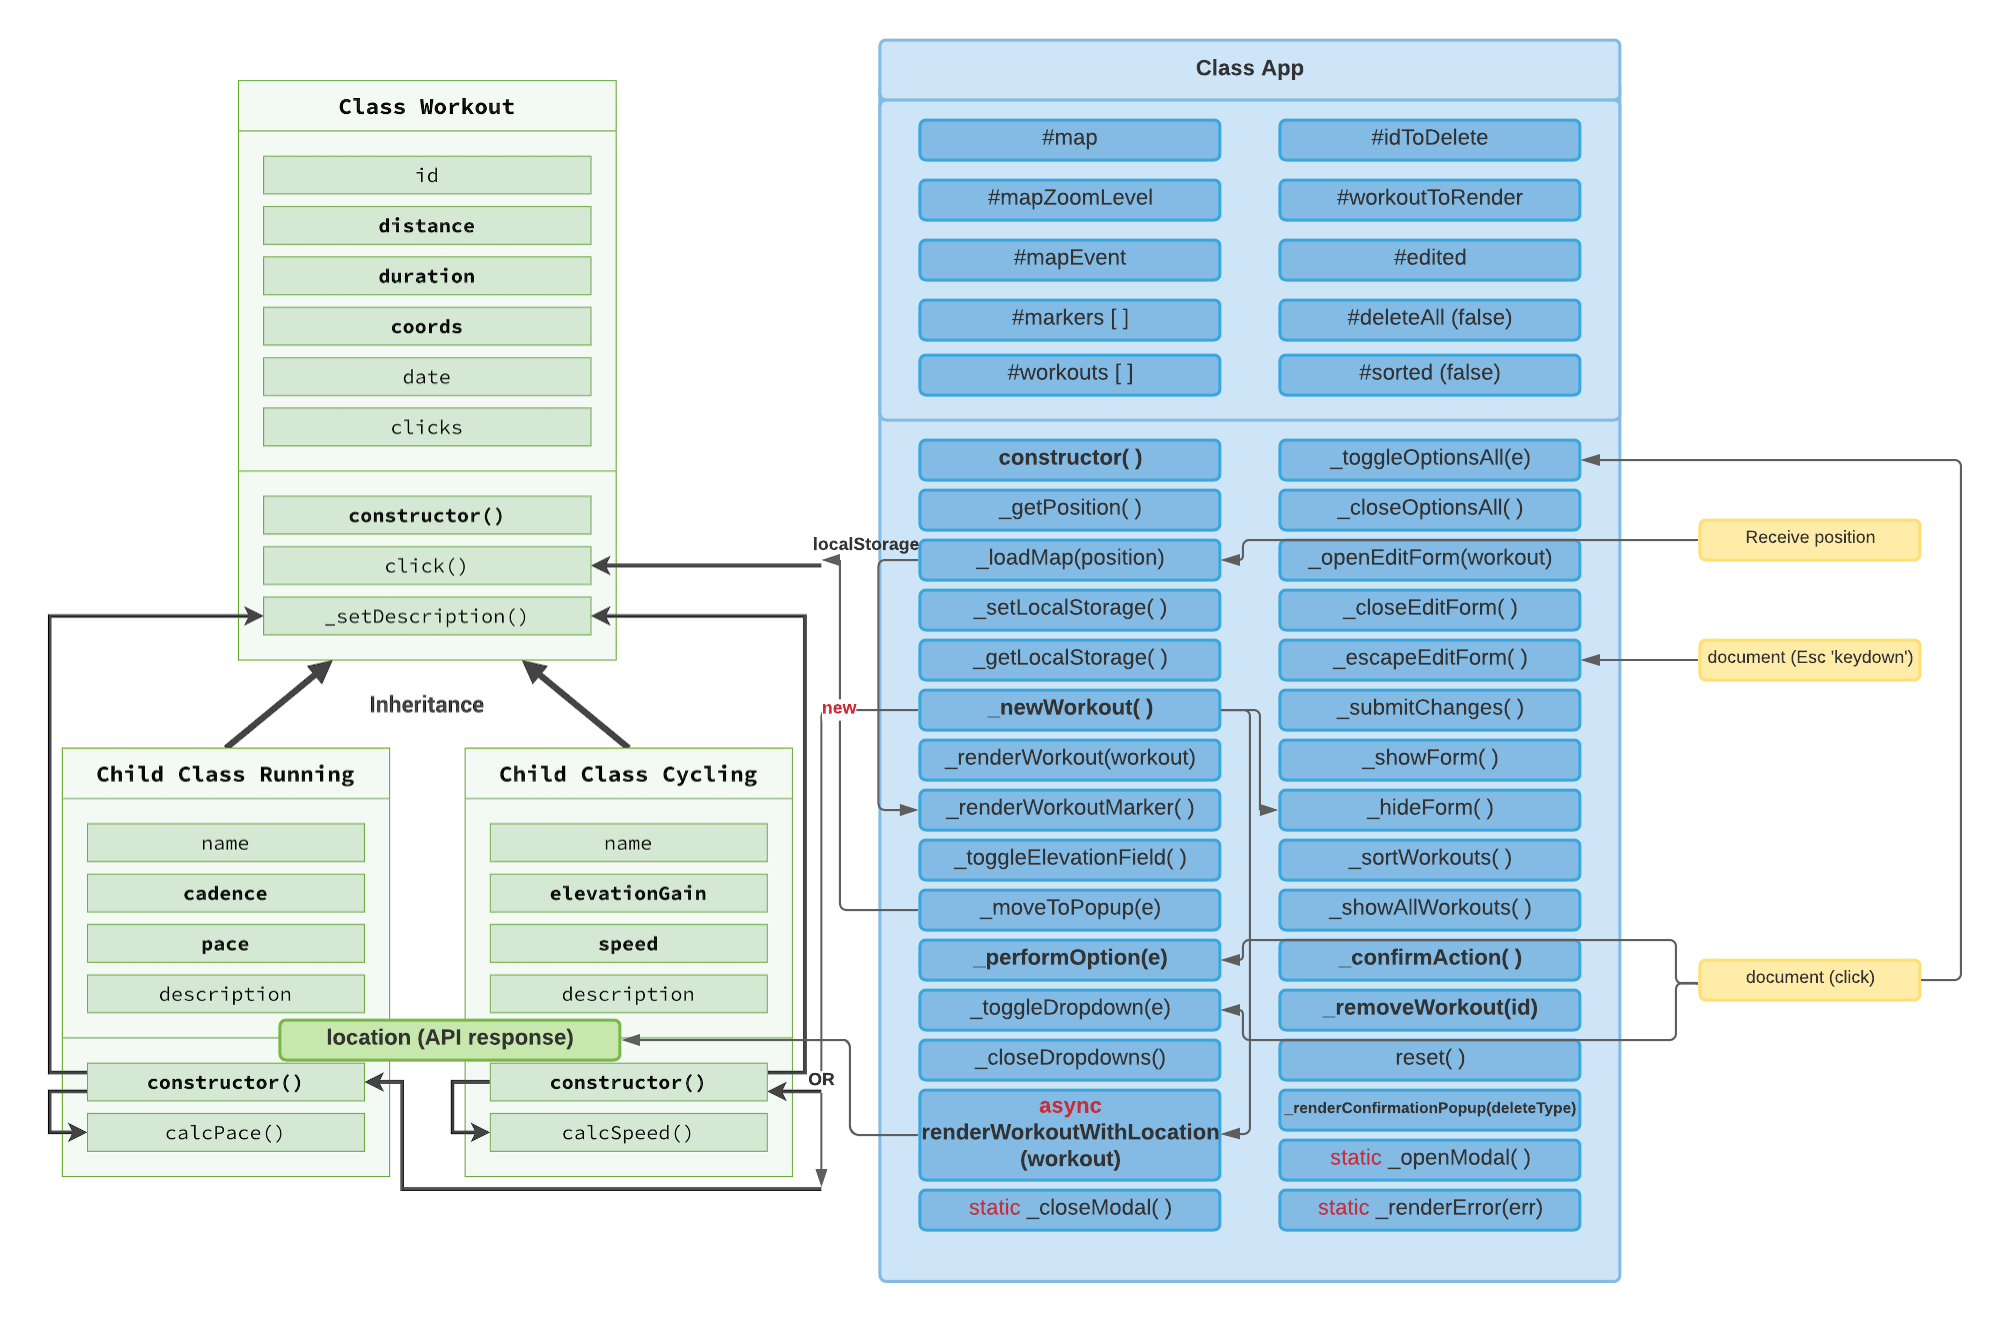 Class Workout
id
distance
duration
coords
date
clicks
constructor()
click()
_setDescription()
Inheritance
Child Class Running
name
cadence
pace
description
constructor()
calcPace()
Child Class Cycling
name
elevationGain
speed
description
constructor()
calcSpeed()
location (API response)
localStorage
new
OR
Class App
#map
#mapZoomLevel
#mapEvent
#markers [ ]
#workouts [ ]
#idToDelete
#workoutToRender
#edited
#deleteAll (false)
#sorted (false)
constructor( )
_getPosition( )
_loadMap(position)
_setLocalStorage( )
_getLocalStorage( )
_newWorkout( )
_renderWorkout(workout)
_renderWorkoutMarker( )
_toggleElevationField( )
_moveToPopup(e)
_performOption(e)
_toggleDropdown(e)
_closeDropdowns()
async
renderWorkoutWithLocation
(workout)
static _closeModal( )
_toggleOptionsAll(e)
_closeOptionsAll( )
_openEditForm(workout)
_closeEditForm( )
_escapeEditForm( )
_submitChanges( )
_showForm( )
_hideForm( )
_sortWorkouts( )
_showAllWorkouts( )
_confirmAction( )
_removeWorkout(id)
reset( )
_renderConfirmationPopup(deleteType)
static _openModal( )
static _renderError(err)
Receive position
document (Esc 'keydown')
document (click)